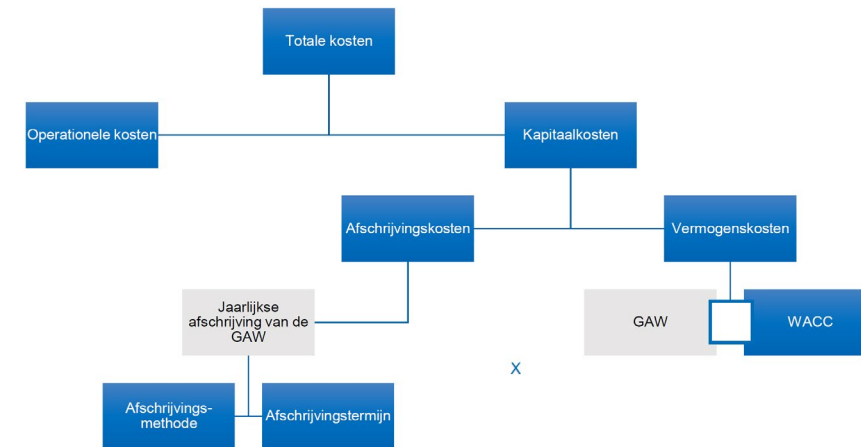 Totale kosten
Operationele kosten
Kapitaalkosten
Afschrijvingskosten
Vermogenskosten
Jaarlijkse
afschrijving van de
GAW
GAW
WACC
X
Afschrijvings-
methode
Afschrijvingstermijn